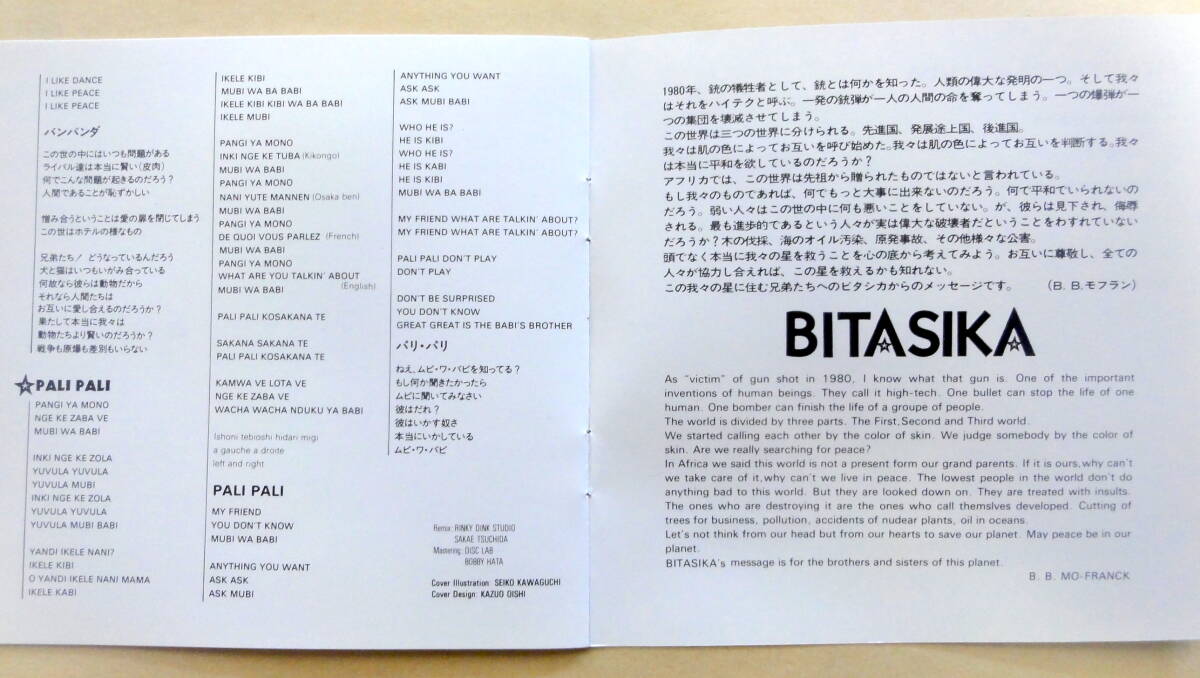 I LIKE DANCE
I LIKE PEACE
I LIKE PEACE
バンバンダ
この世の中にはいつも問題がある
ライバル達は本当に賢い(皮肉)
何でこんな問題が起きるのだろう?
人間であることが恥ずかしい
憎み合うということは愛の扉を閉じてしまう
この世はホテルの様なもの
兄弟たち! どうなっているんだろう
犬と猫はいつもいがみ合っている
何故なら彼らは動物だから
それなら人間たちは
お互いに愛し合えるのだろうか?
果たして本当に我々は
動物たちより賢いのだろうか?
戦争も原爆も差別もいらない
PALI PALI
PANGI YA MONO
NGE KE ZABA VE
MUBI WA BABI
INKI NGE KE ZOLA
YUVULA YUVULA
YUVULA MUBI
INKI NGE KE ZOLA
YUVULA YUVULA
YUVULA MUBI BABI
YANDI IKELE NANI?
IKELE KIBI
O YANDI IKELE NANI MAMA
IKELE KABI
IKELE KIBI
MUBI WA BA BABI
IKELE KIBI KIBI WA BA BABI
IKELE MUBI
PANGI YA MONO
INKI NGE KE TUBA (Kikongo)
MUBI WA BABI
PANGI YA MONO
NANI YUTE MANNEN (Osaka ben)
MUBI WA BABI
PANGI YA MONO
DE QUOI VOUS PARLEZ (French)
MUBI WA BABI
PANGI YA MONO
WHAT ARE YOU TALKIN' ABOUT
MUBI WA BABI (English)
PALI PALI KOSAKANA TE
SAKANA SAKANA TE
PALI PALI KOSAKANA TE
KAMWA VE LOTA VE
NGE KE ZABA VE
WACHA WACHA NDUKU YA BABI
Ishoni tebioshi hidari migi
a gauche a droite
left and right
PALI PALI
MY FRIEND
YOU DON'T KNOW
MUBI WA BABI
ANYTHING YOU WANT
ASK ASK
ASK MUBI
ANYTHING YOU WANT
ASK ASK
ASK MUBI BABI
WHO HE IS?
HE IS KIBI
WHO HE IS?
HE IS KABI
HE IS KIBI
MUBI WA BA BABI
MY FRIEND WHAT ARE TALKIN' ABOUT?
MY FRIEND WHAT ARE TALKIN' ABOUT?
PALI PALI DON'T PLAY
DON'T PLAY
DON'T BE SURPRISED
YOU DON'T KNOW
GREAT GREAT IS THE BABI'S BROTHER
パリ・パリ
ねえ、ムビ・ワ・バビを知ってる?
もし何か聞きたかったら
ムビに聞いてみなさい
彼はだれ?
彼はいかす奴さ
本当にいかしている
ムビ・ワ・バビ
Remix: RINKY DINK STUDIO
SAKAE TSUCHIDA
Mastering: DISC LAB
BOBBY HATA
Cover Illustration: SEIKO KAWAGUCHI
Cover Design: KAZUO OISHI
1980年、銃の犠牲者として、銃とは何かを知った。人類の偉大な発明の一つ。そして我々
はそれをハイテクと呼ぶ。一発の銃弾が一人の人間の命を奪ってしまう。一つの爆弾が一
つの集団を壊滅させてしまう。
この世界は三つの世界に分けられる。先進国、発展途上国、後進国。
我々は肌の色によってお互いを呼び始めた。我々は肌の色によってお互いを判断する。我々
は本当に平和を欲しているのだろうか?
アフリカでは、この世界は先祖から贈られたものではないと言われている。
もし我々のものであれば、何てもっと大事に出来ないのだろう。何で平和でいられないの
だろう。弱い人々はこの世の中に何も悪いことをしていない。が、彼らは見下され、侮辱
される。最も進歩的であるという人々が実は偉大な破壊者だということをわすれていない
だろうか?木の伐採、海のオイル汚染、原発事故、その他様々な公害。
頭でなく本当に我々の星を救うことを心の底から考えてみよう。お互いに尊敬し、全ての
人々が協力し合えれば、この星を救えるかも知れない。
この我々の星に住む兄弟たちへのビタシカからのメッセージです。 (B. B.モフラン)
BITASIKA
As "victim" of gun shot in 1980, I know what that gun is. One of the important
inventions of human beings. They call it high-tech. One bullet can stop the life of one
human. One bomber can finish the life of a groupe of people.
The world is divided by three parts. The First,Second and Third world.
We started calling each other by the color of skin. We judge somebody by the color of
skin. Are we really searching for peace?
In Africa we said this world is not a present form our grand parents. If it is ours,why can't
we take care of it,why can't we live in peace. The lowest people in the world don't do
anything bad to this world. But they are looked down on. They are treated with insults.
The ones who are destroying it are the ones who call themslves developed. Cutting of
trees for business, pollution, accidents of nudear plants, oil in oceans.
Let's not think from our head but from our hearts to save our planet. May peace be in our
planet.
BITASIKA's message is for the brothers and sisters of this planet.
B. B. MO-FRANCK